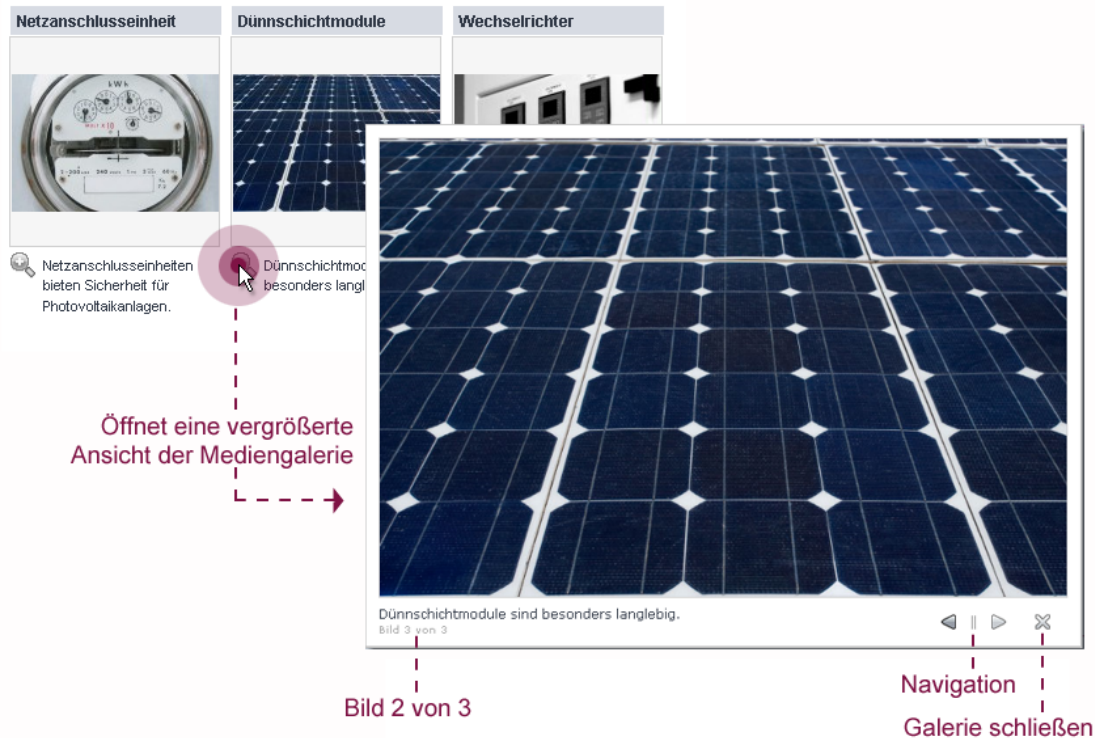 Netzanschlusseinheit
Dünnschichtmodule
Wechselrichter
kWh
Netzanschlusseinheiten
bieten Sicherheit für
Photovoltaikanlagen.
Dünnschichtmod
besonders langl
Öffnet eine vergrößerte
Ansicht der Mediengalerie
Dünnschichtmodule sind besonders langlebig.
Bild 3 von 3
Bild 2 von 3
Navigation
Galerie schließen